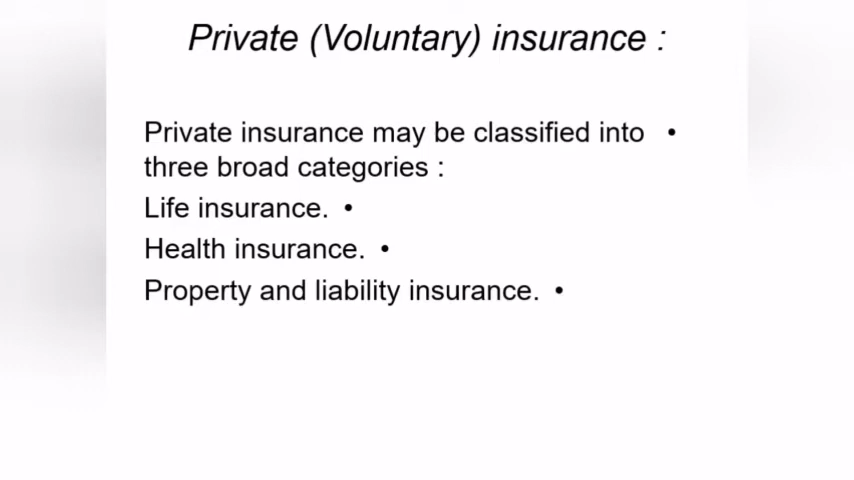 Private (Voluntary) insurance :
Private insurance may be classified into •
three broad categories :
Life insurance. •
Health insurance. •
Property and liability insurance. •